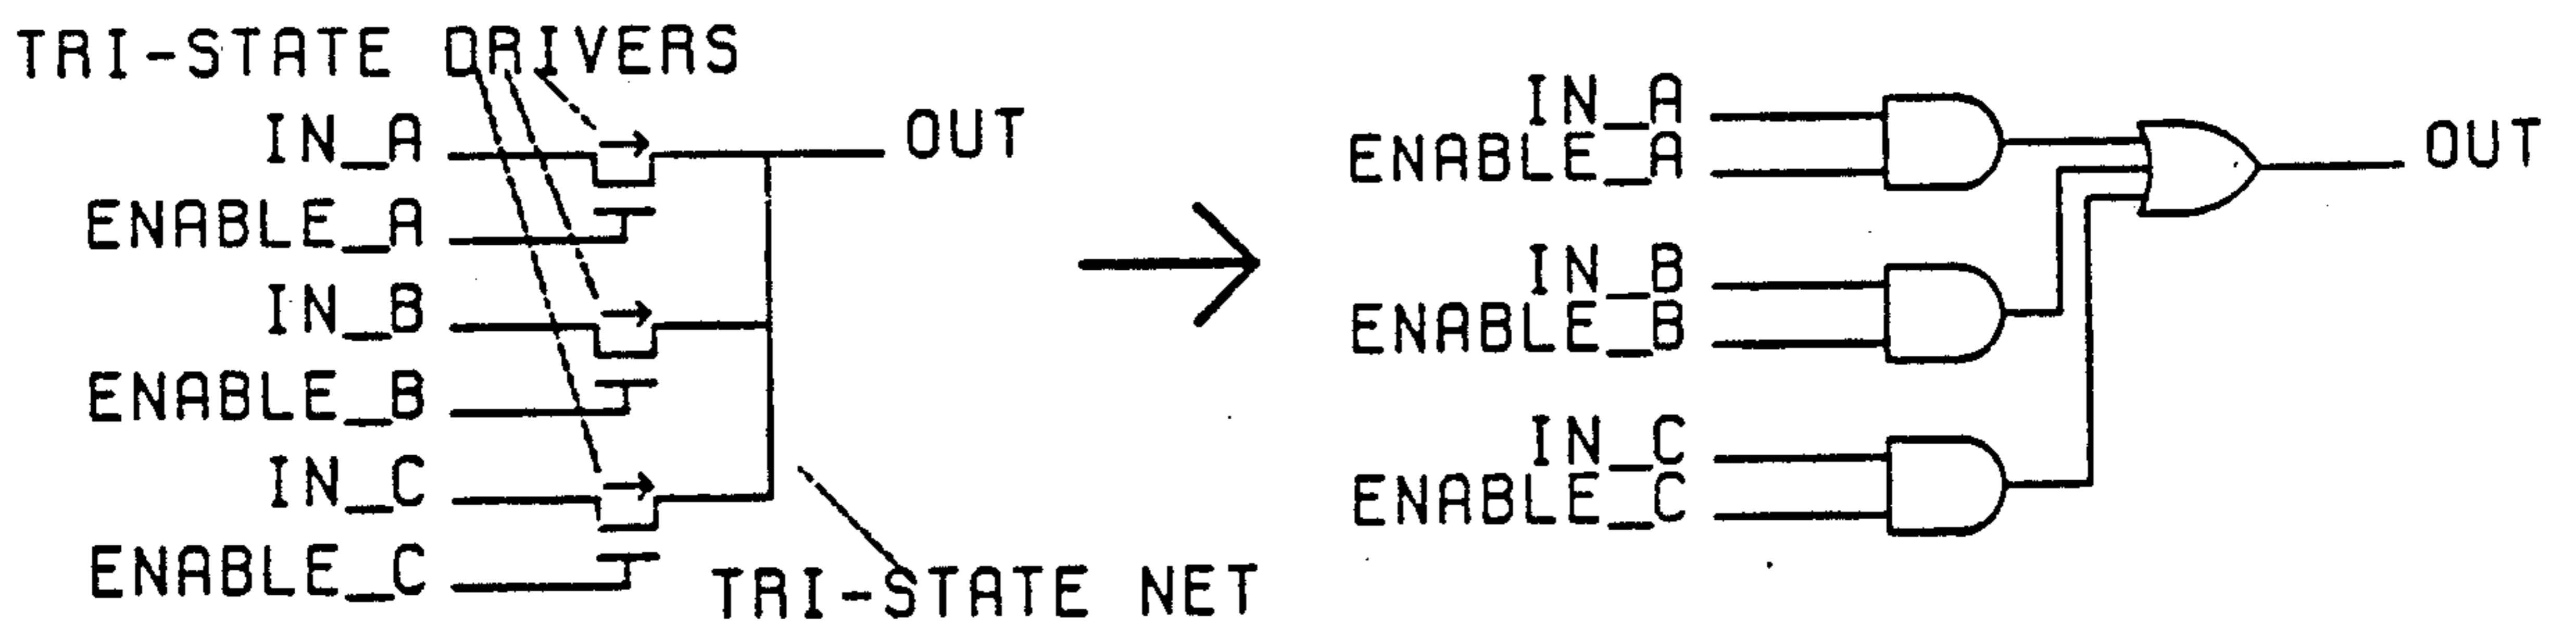 TRI-STATE DRIVERS
IN_A
OUT
ENABLE_A
IN_B
ENABLE_B
IN_C
ENABLE_C
TRI-STATE NET
IN_A
ENABLE_A
OUT
IN_B
ENABLE_B
IN_C
ENABLE_C